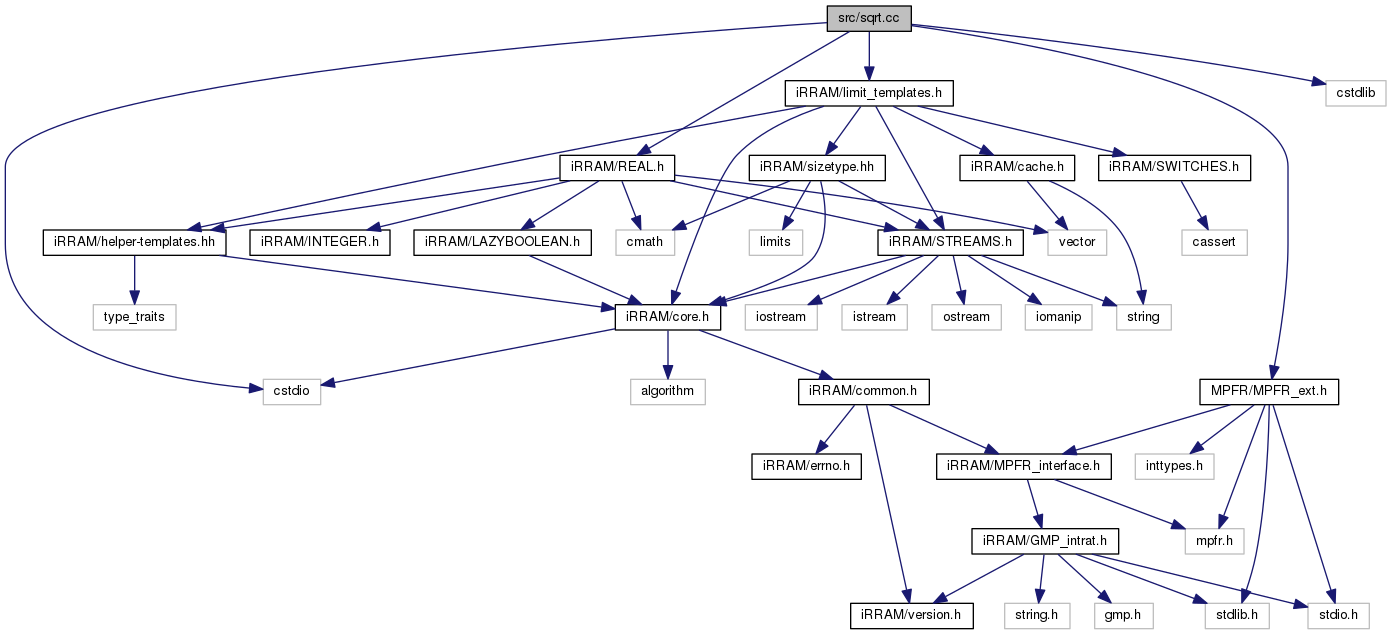 src/sqrt.cc
iRRAM/limit_templates.h
cstdlib
iRRAM/REAL.h
iRRAM/sizetype.hh
iRRAM/cache.h
iRRAM/SWITCHES.h
iRRAM/helper-templates.hh
iRRAM/INTEGER.h
iRRAM/LAZYBOOLEAN.h
cmath
limits
iRRAM/STREAMS.h
vector
cassert
type_traits
iRRAM/core.h
iostream
istream
ostream
iomanip
string
cstdio
algorithm
iRRAM/common.h
MPFR/MPFR_ext.h
iRRAM/errno.h
iRRAM/MPFR_interface.h
inttypes.h
iRRAM/GMP_intrat.h
mpfr.h
iRRAM/version.h
string.h
gmp.h
stdlib.h
stdio.h